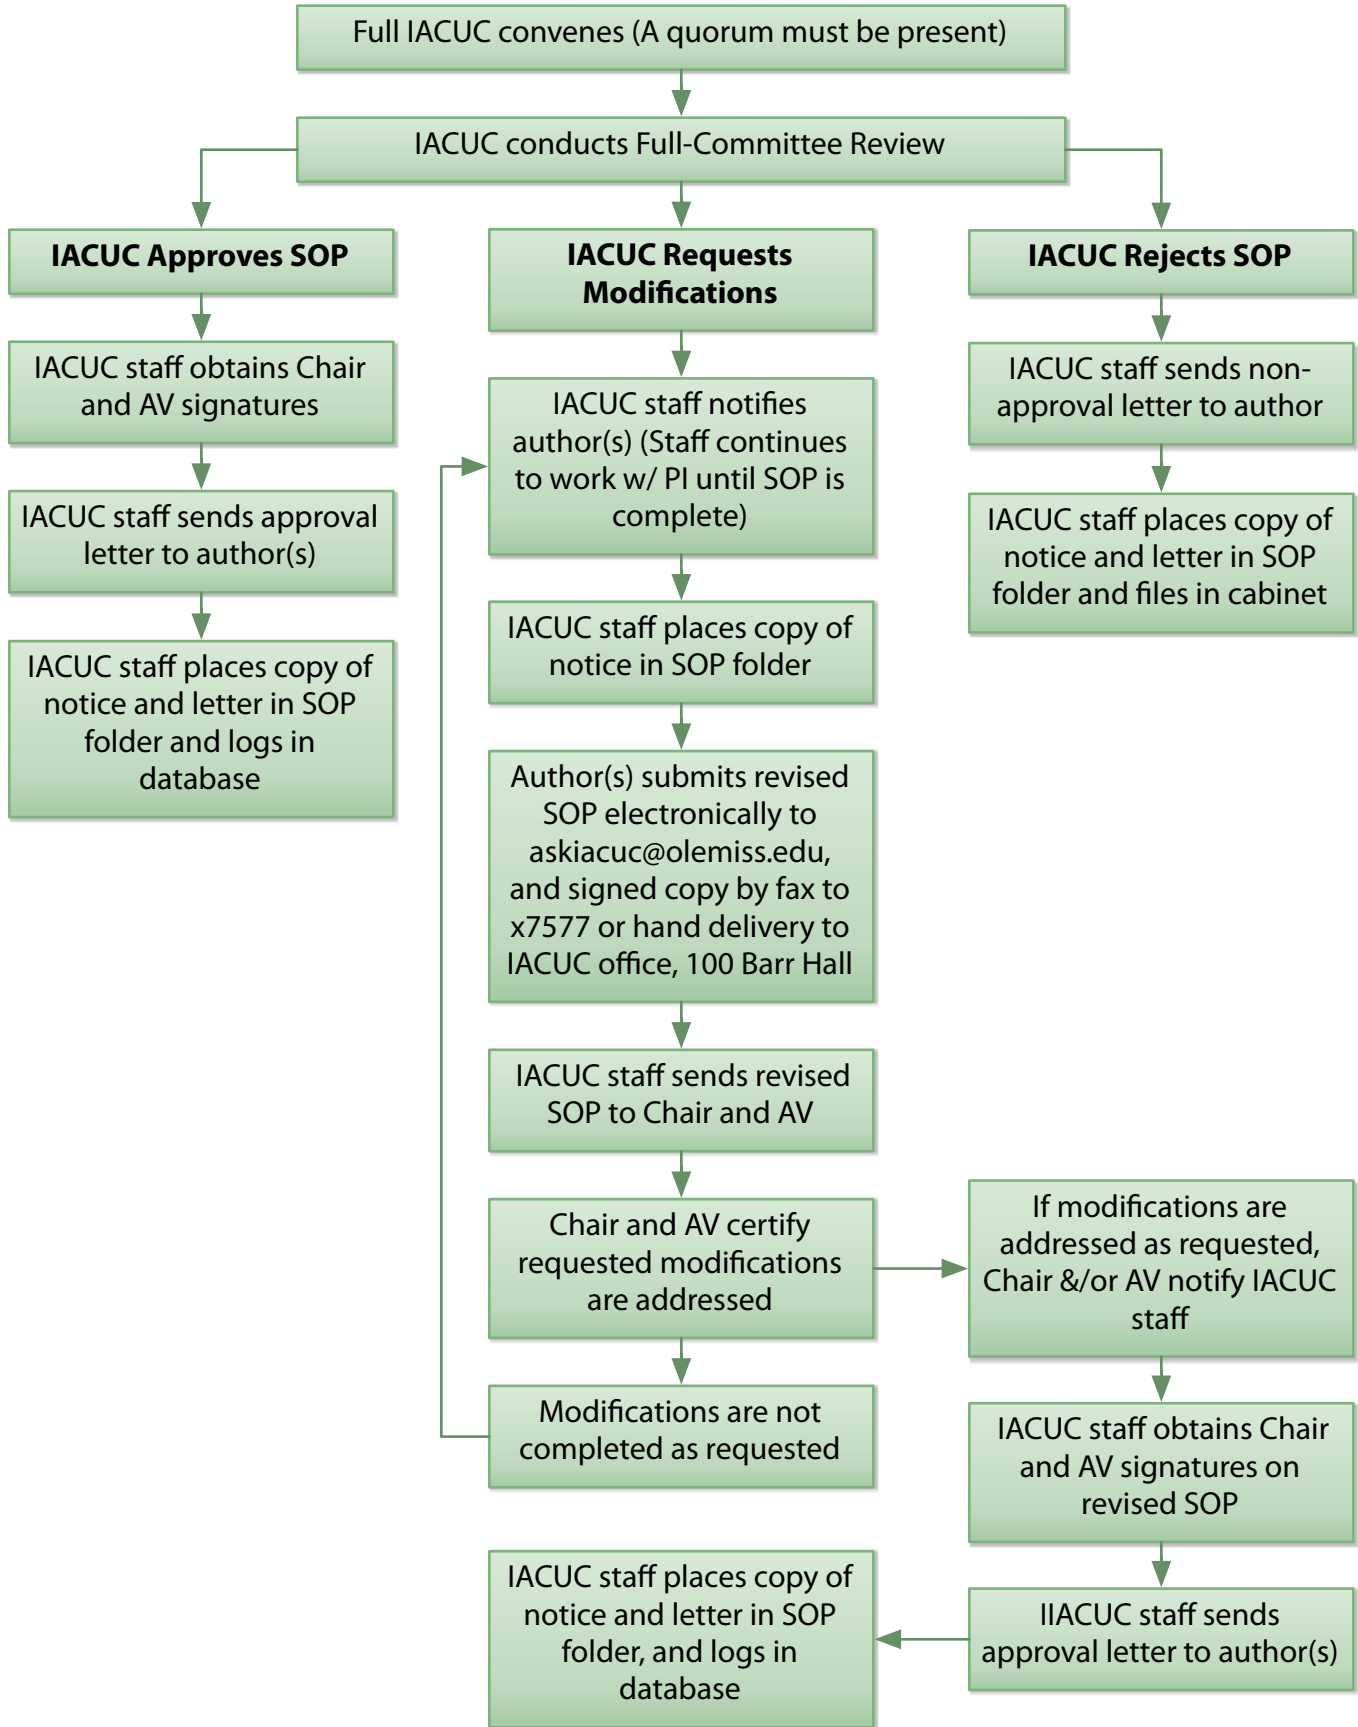 Full IACUC convenes (A quorum must be present)
IACUC conducts Full-Committee Review
IACUC Approves SOP
IACUC staff obtains Chair
and AV signatures
IACUC staff sends approval
letter to author(s)
IACUC staff places copy of
notice and letter in SOP
folder and logs in
database
IACUC Requests
Modifications
IACUC staff notifies
author(s) (Staff continues
to work w/ PI until SOP is
complete)
IACUC staff places copy of
notice in SOP folder
Author(s) submits revised
SOP electronically to
askiacuc@olemiss.edu,
and signed copy by fax to
x7577 or hand delivery to
IACUC office, 100 Barr Hall
IACUC staff sends revised
SOP to Chair and AV
Chair and AV certify
requested modifications
are addressed
Modifications are not
completed as requested
IACUC Rejects SOP
IACUC staff sends non-
approval letter to author
IACUC staff places copy of
notice and letter in SOP
folder and files in cabinet
If modifications are
addressed as requested,
Chair &/or AV notify IACUC
staff
IACUC staff obtains Chair
and AV signatures on
revised SOP
IIACUC staff sends
approval letter to author(s)
IACUC staff places copy of
notice and letter in SOP
folder, and logs in
database